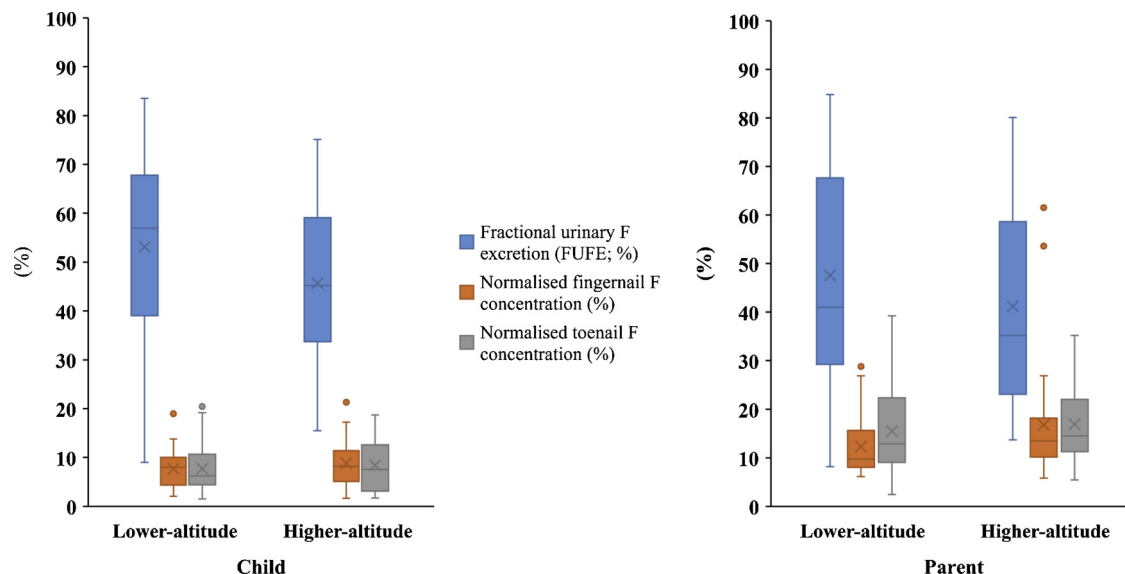 100
90
80
70
60
50
40
30
20
10
0
(%)
Lower-altitude
Higher-altitude
Child
Fractional urinary F
excretion (FUFE; %)
Normalised fingernail F
concentration (%)
Normalised toenail F
concentration (%)
100
90
80
70
60
50
40
30
20
10
0
(%)
Lower-altitude
Higher-altitude
Parent